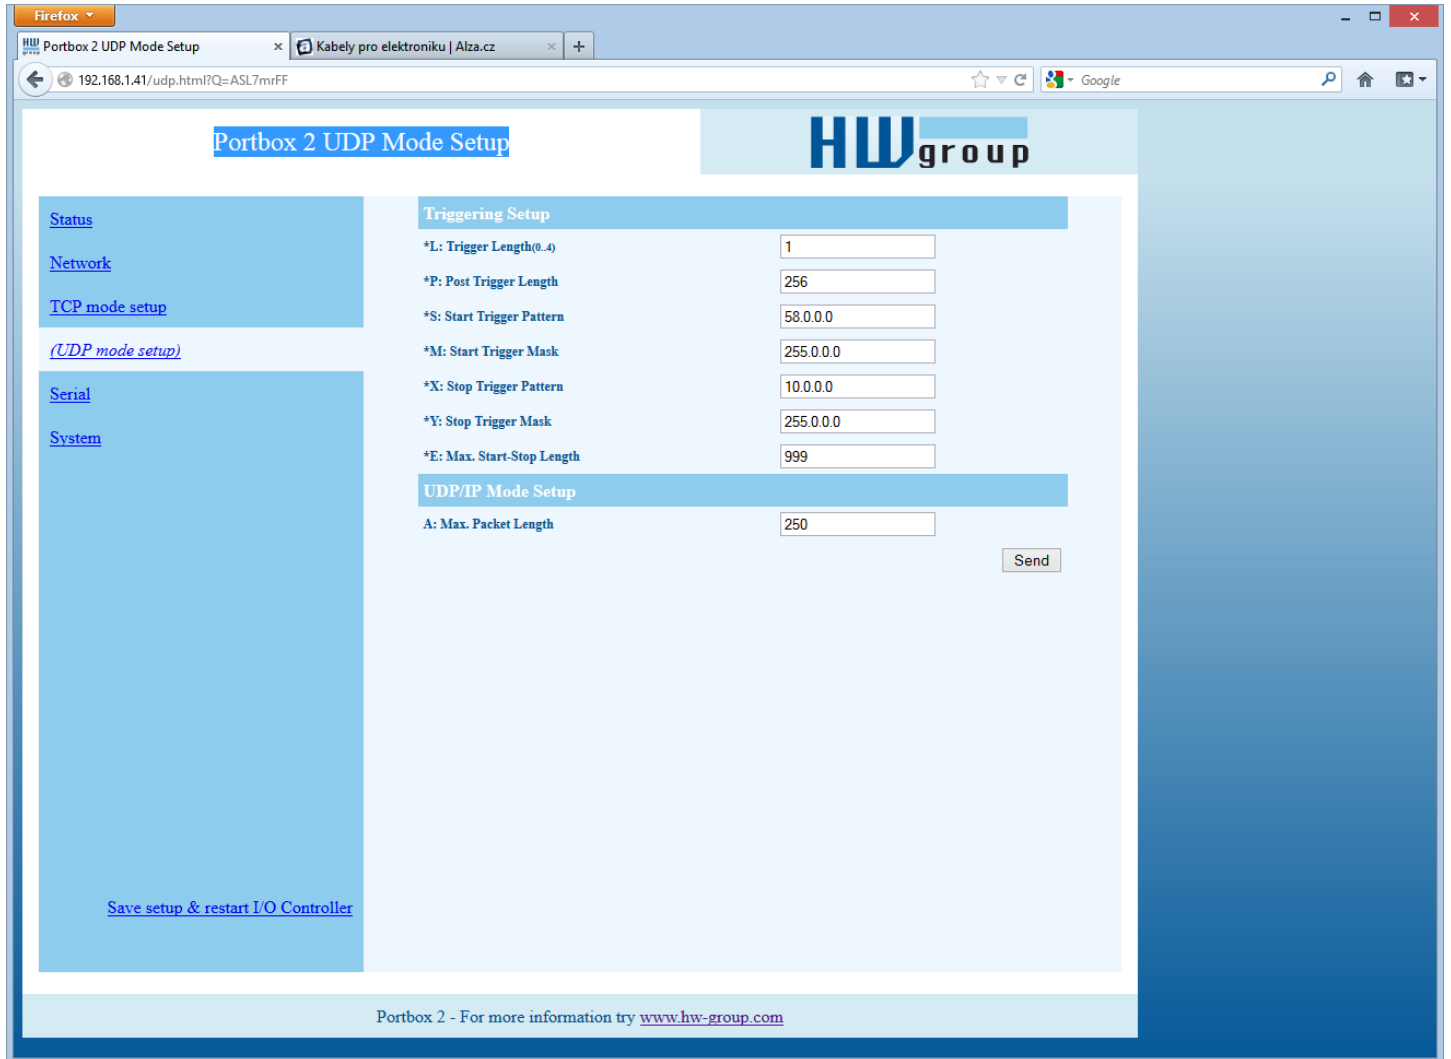 Firefox
Portbox 2 UDP Mode Setup
Kabely pro elektroniku | Alza.cz
192.168.1.41/udp.html?Q=ASL7mrFF
Google
Portbox 2 UDP Mode Setup
HW group
Status
Network
TCP mode setup
(UDP mode setup)
Serial
System
Save setup & restart I/O Controller
Triggering Setup
*L: Trigger Length(0..4) 1
*P: Post Trigger Length 256
*S: Start Trigger Pattern 58.0.0.0
*M: Start Trigger Mask 255.0.0.0
*X: Stop Trigger Pattern 10.0.0.0
*Y: Stop Trigger Mask 255.0.0.0
*E: Max. Start-Stop Length 999
UDP/IP Mode Setup
A: Max. Packet Length 250
Send
Portbox 2 - For more information try www.hw-group.com